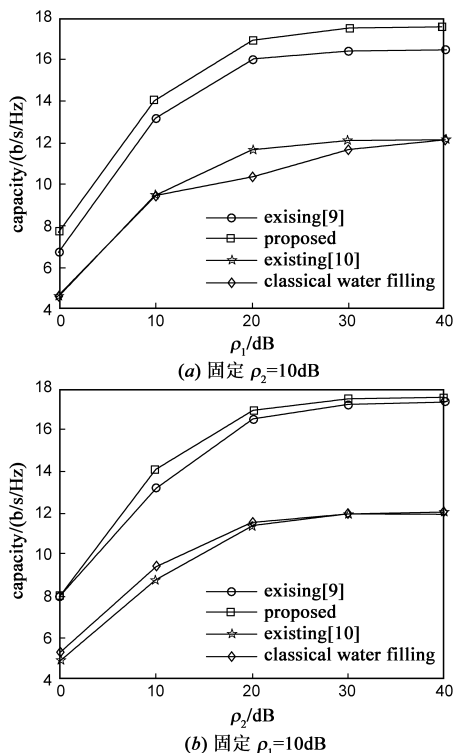 18
16
14
12
10
8
6
4
0
10
20
30
40
capacity/(b/s/Hz)
exising[9]
proposed
existing[10]
classical water filling
ρ₁/dB
(a) 固定 ρ₂=10dB
18
16
14
12
10
8
6
4
0
10
20
30
40
capacity/(b/s/Hz)
exising[9]
proposed
existing[10]
classical water filling
ρ₂/dB
(b) 固定 ρ₁=10dB